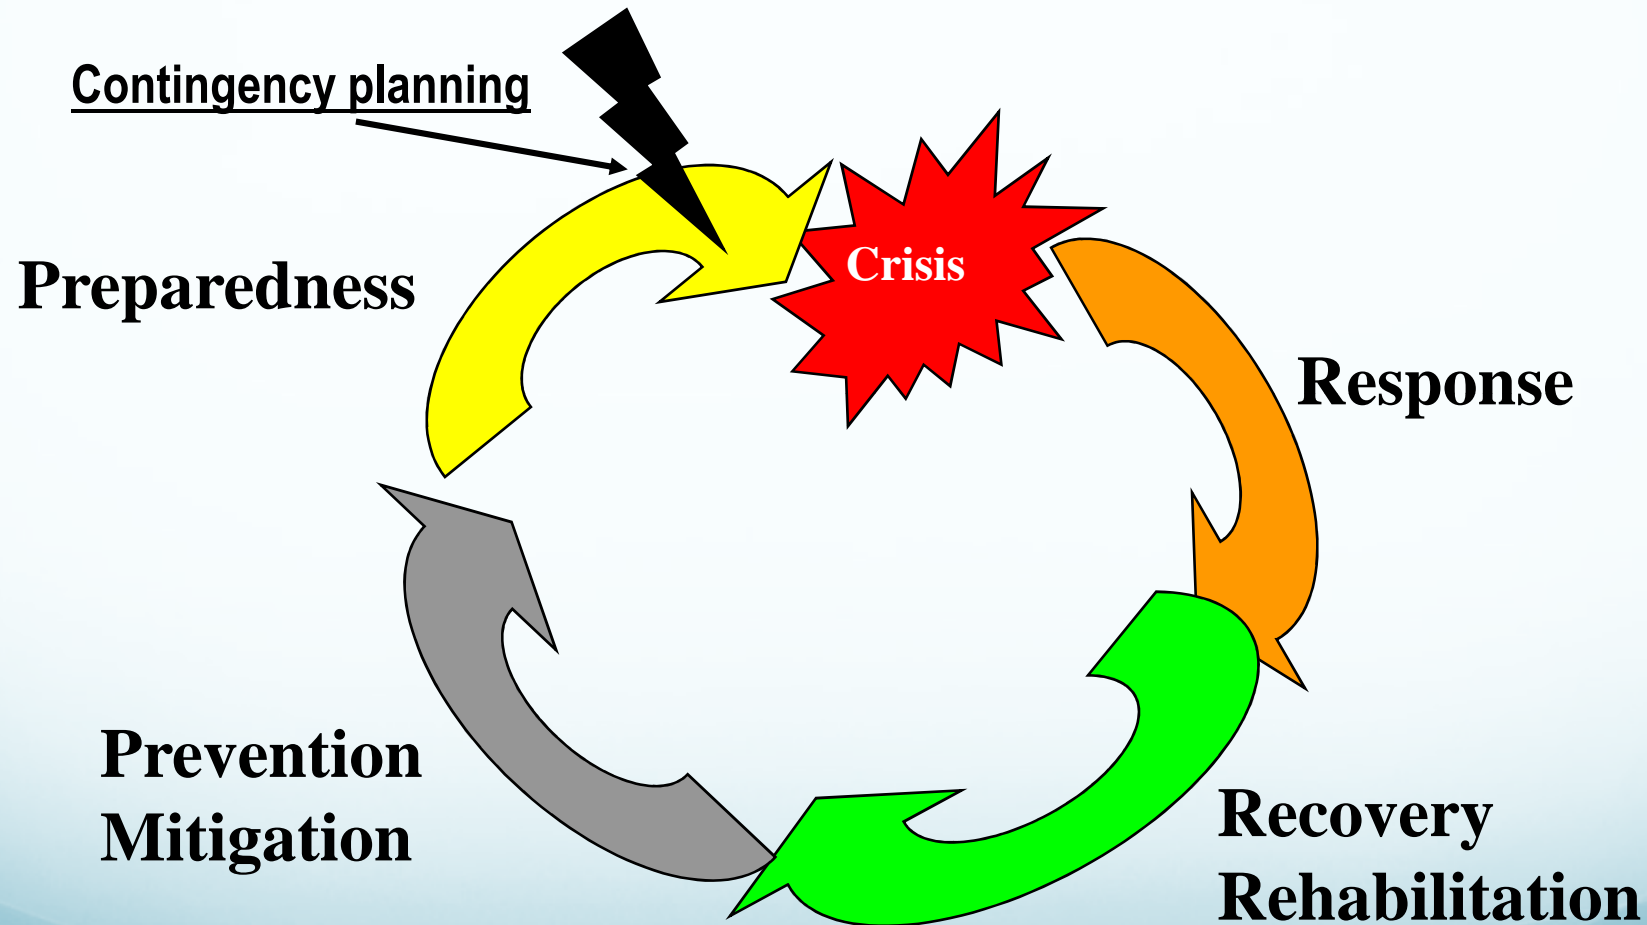 Contingency planning
Crisis
Preparedness
Response
Prevention
Mitigation
Recovery
Rehabilitation